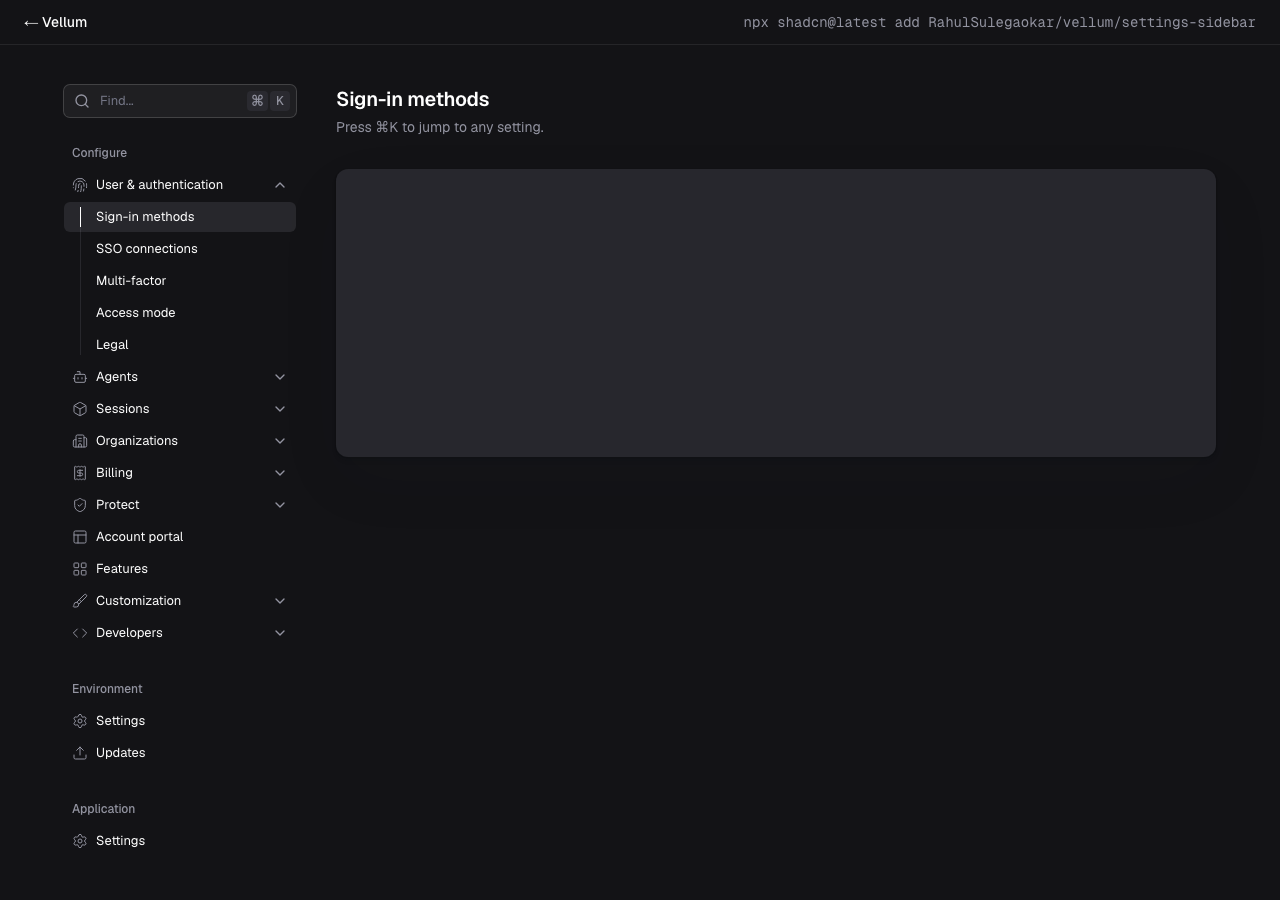 ← Vellum
npx shadcn@latest add RahulSulegaokar/vellum/settings-sidebar
Find...
⌘ K
Configure
User & authentication
Sign-in methods
SSO connections
Multi-factor
Access mode
Legal
Agents
Sessions
Organizations
Billing
Protect
Account portal
Features
Customization
Developers
Environment
Settings
Updates
Application
Settings
Sign-in methods
Press ⌘K to jump to any setting.